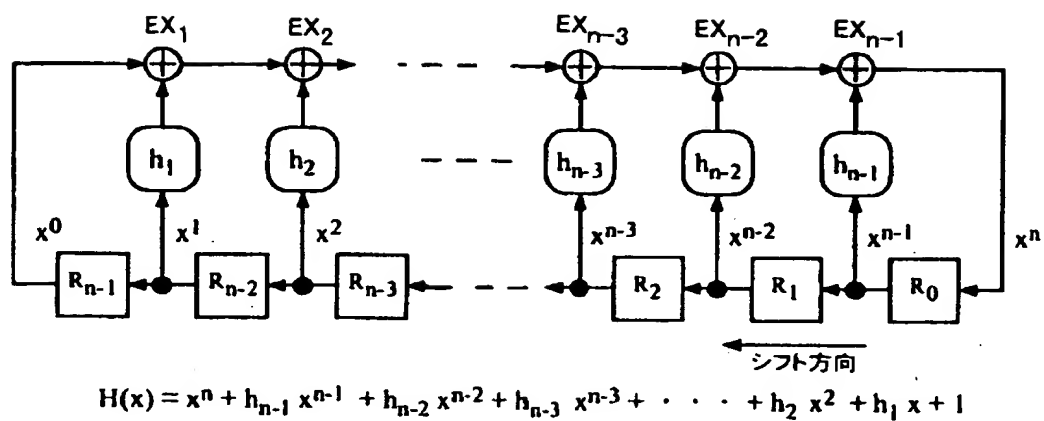 EX₁ EX₂ EXₙ₋₃ EXₙ₋₂ EXₙ₋₁
h₁ h₂ hₙ₋₃ hₙ₋₂ hₙ₋₁
x⁰ x¹ x² xⁿ⁻³ xⁿ⁻² xⁿ⁻¹ xⁿ
Rₙ₋₁ Rₙ₋₂ Rₙ₋₃ R₂ R₁ R₀
シフト方向
H(x) = xⁿ + hₙ₋₁ xⁿ⁻¹ + hₙ₋₂ xⁿ⁻² + hₙ₋₃ xⁿ⁻³ + · · · · + h₂ x² + h₁ x + 1